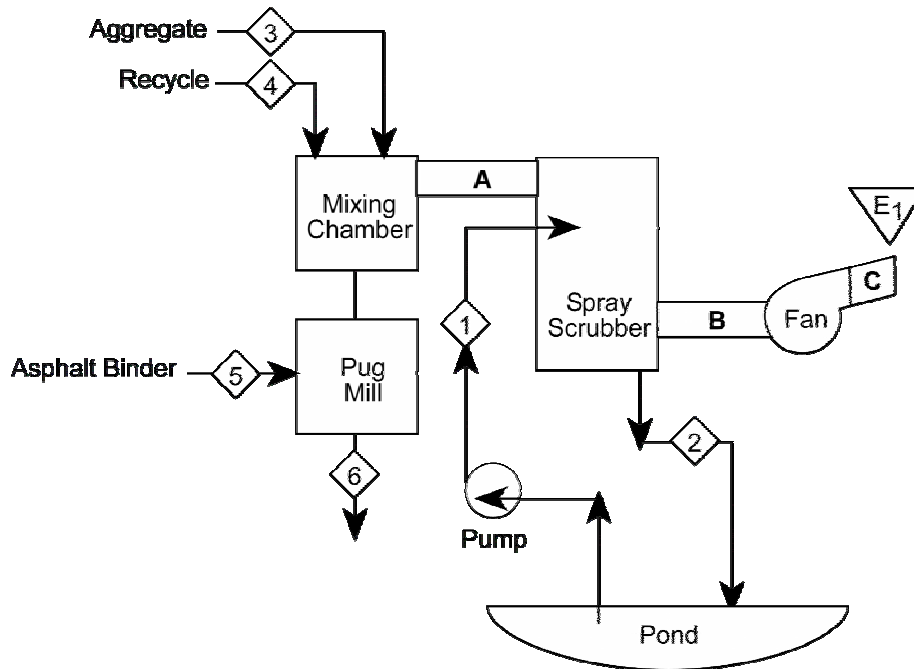 Aggregate
3
Recycle
4
A
Mixing
Chamber
E1
C
1
Spray
Scrubber
B
Fan
Asphalt Binder
5
Pug
Mill
2
6
Pump
Pond